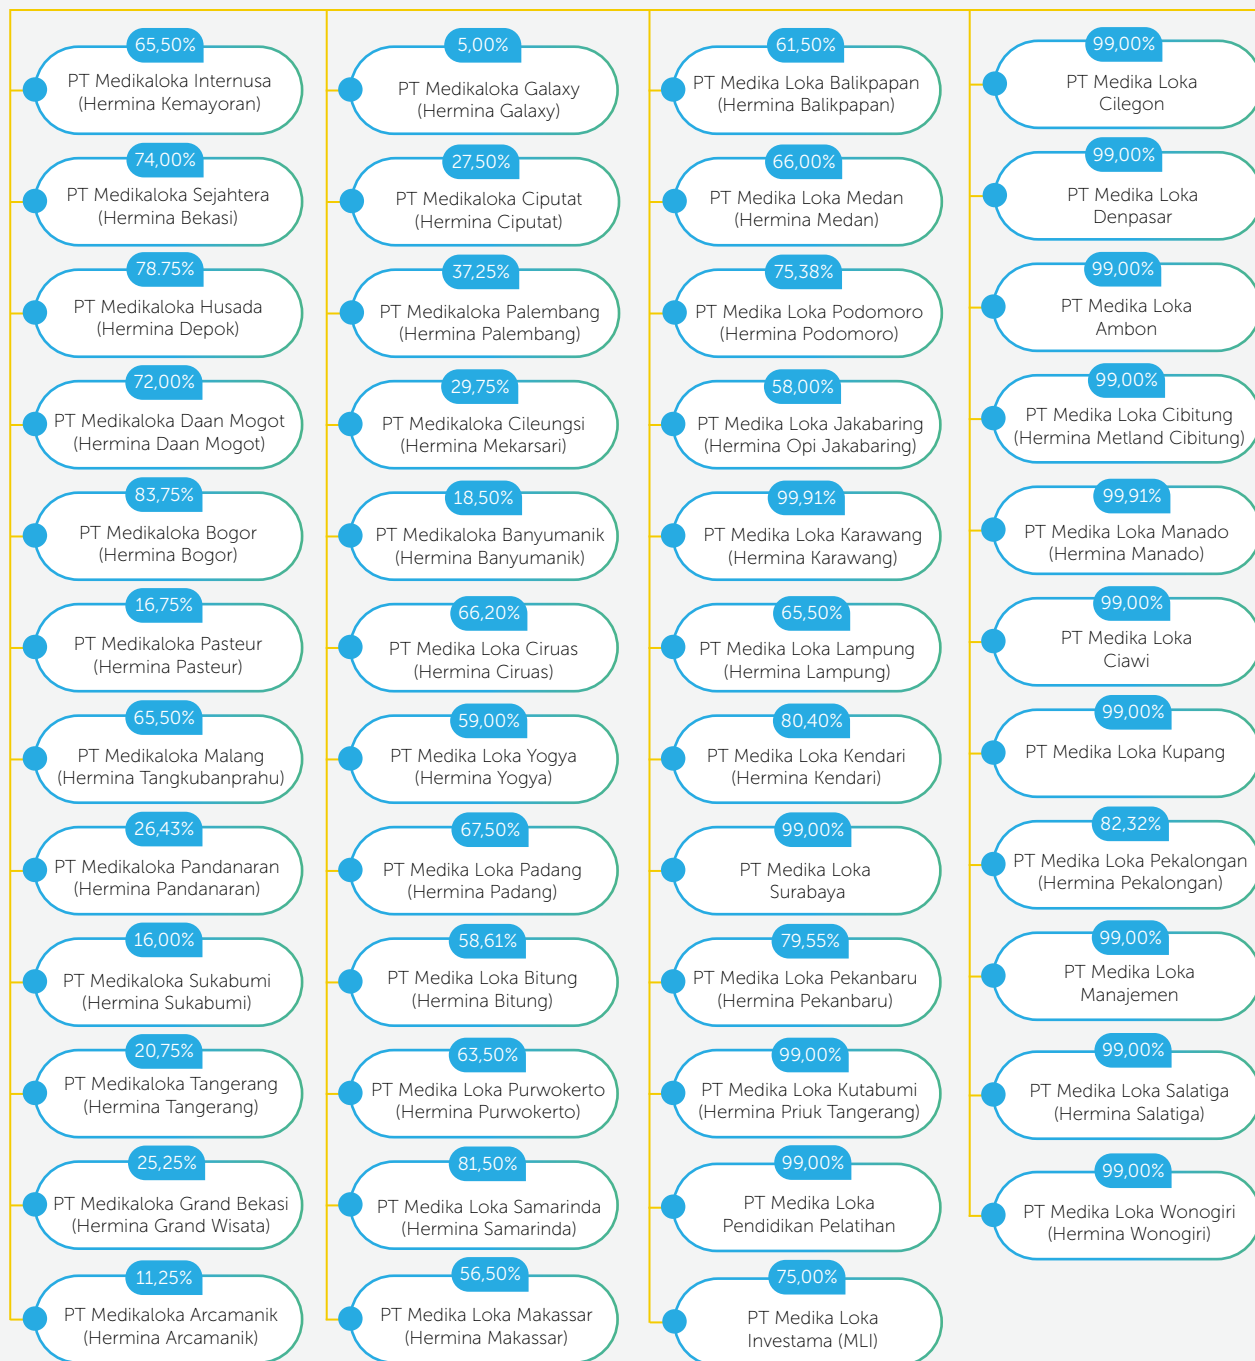 65,50%
PT Medikaloka Internusa
(Hermina Kemayoran)
74,00%
PT Medikaloka Sejahtera
(Hermina Bekasi)
78.75%
PT Medikaloka Husada
(Hermina Depok)
72,00%
PT Medikaloka Daan Mogot
(Hermina Daan Mogot)
83,75%
PT Medikaloka Bogor
(Hermina Bogor)
16,75%
PT Medikaloka Pasteur
(Hermina Pasteur)
65,50%
PT Medikaloka Malang
(Hermina Tangkubanprahu)
26,43%
PT Medikaloka Pandanaran
(Hermina Pandanaran)
16,00%
PT Medikaloka Sukabumi
(Hermina Sukabumi)
20,75%
PT Medikaloka Tangerang
(Hermina Tangerang)
25,25%
PT Medikaloka Grand Bekasi
(Hermina Grand Wisata)
11,25%
PT Medikaloka Arcamanik
(Hermina Arcamanik)
5,00%
PT Medikaloka Galaxy
(Hermina Galaxy)
27,50%
PT Medikaloka Ciputat
(Hermina Ciputat)
37,25%
PT Medikaloka Palembang
(Hermina Palembang)
29,75%
PT Medikaloka Cileungsi
(Hermina Mekarsari)
18,50%
PT Medikaloka Banyumanik
(Hermina Banyumanik)
66,20%
PT Medika Loka Ciruas
(Hermina Ciruas)
59,00%
PT Medika Loka Yogya
(Hermina Yogya)
67,50%
PT Medika Loka Padang
(Hermina Padang)
58,61%
PT Medika Loka Bitung
(Hermina Bitung)
63,50%
PT Medika Loka Purwokerto
(Hermina Purwokerto)
81,50%
PT Medika Loka Samarinda
(Hermina Samarinda)
56,50%
PT Medika Loka Makassar
(Hermina Makassar)
61,50%
PT Medika Loka Balikpapan
(Hermina Balikpapan)
66,00%
PT Medika Loka Medan
(Hermina Medan)
75,38%
PT Medika Loka Podomoro
(Hermina Podomoro)
58,00%
PT Medika Loka Jakabaring
(Hermina Opi Jakabaring)
99,91%
PT Medika Loka Karawang
(Hermina Karawang)
65,50%
PT Medika Loka Lampung
(Hermina Lampung)
80,40%
PT Medika Loka Kendari
(Hermina Kendari)
99,00%
PT Medika Loka
Surabaya
79,55%
PT Medika Loka Pekanbaru
(Hermina Pekanbaru)
99,00%
PT Medika Loka Kutabumi
(Hermina Priuk Tangerang)
99,00%
PT Medika Loka
Pendidikan Pelatihan
75,00%
PT Medika Loka
Investama (MLI)
99,00%
PT Medika Loka
Cilegon
99,00%
PT Medika Loka
Denpasar
99,00%
PT Medika Loka
Ambon
99,00%
PT Medika Loka Cibitung
(Hermina Metland Cibitung)
99,91%
PT Medika Loka Manado
(Hermina Manado)
99,00%
PT Medika Loka
Ciawi
99,00%
PT Medika Loka Kupang
82,32%
PT Medika Loka Pekalongan
(Hermina Pekalongan)
99,00%
PT Medika Loka
Manajemen
99,00%
PT Medika Loka Salatiga
(Hermina Salatiga)
99,00%
PT Medika Loka Wonogiri
(Hermina Wonogiri)